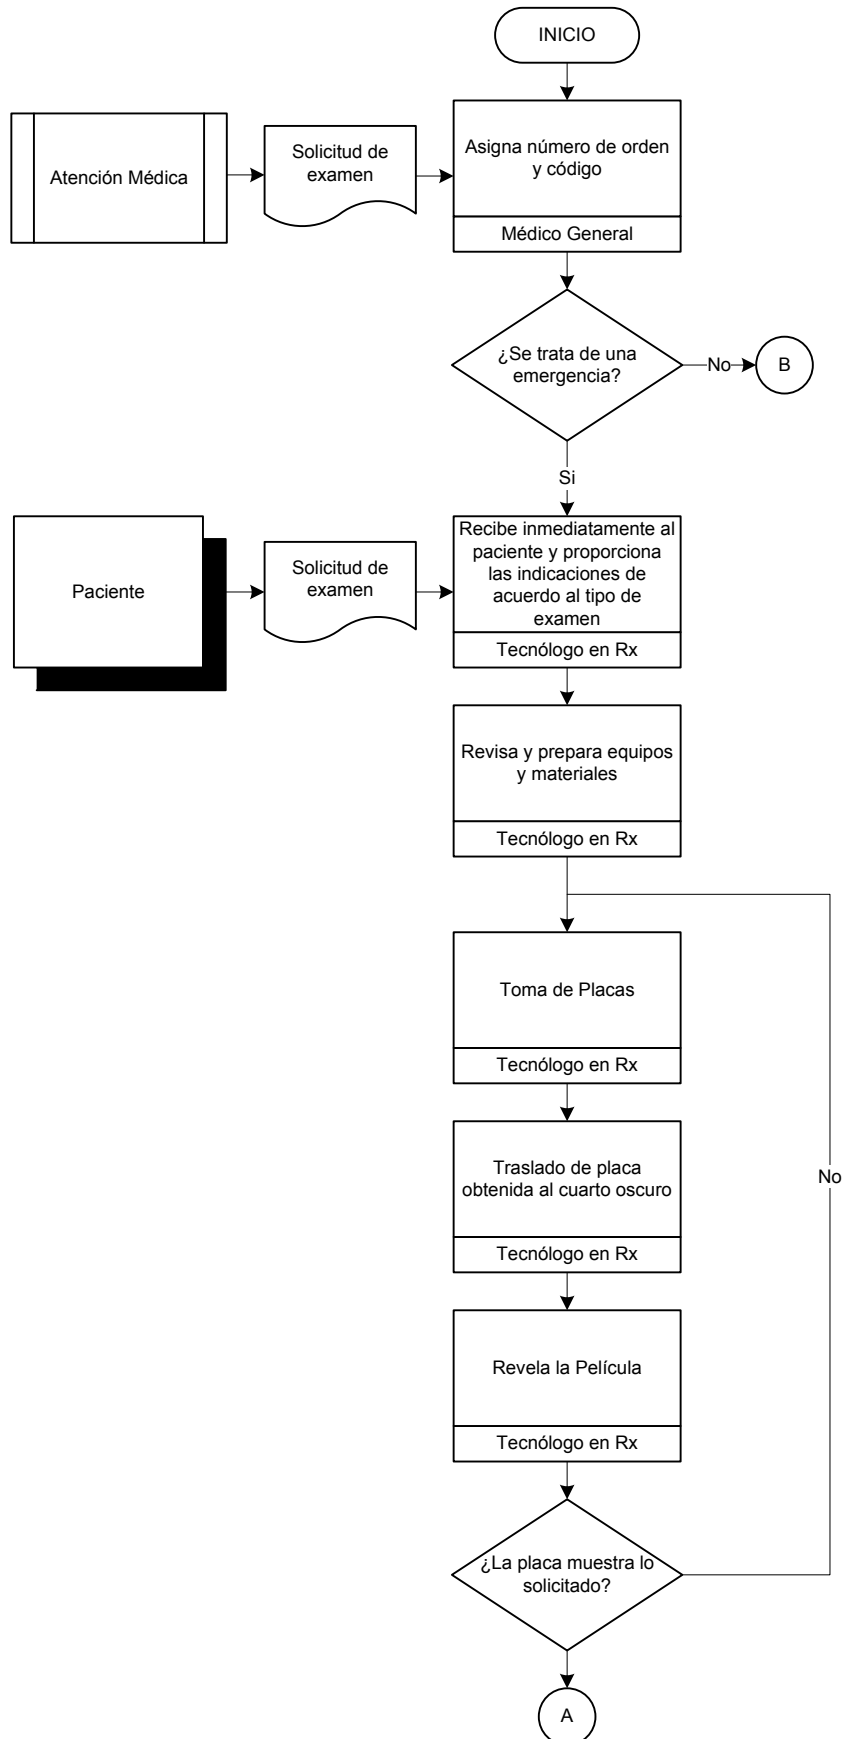 INICIO
Atención Médica
Solicitud de
examen
Asigna número de orden
y código
Médico General
¿Se trata de una
emergencia?
No
B
Si
Paciente
Solicitud de
examen
Recibe inmediatamente al
paciente y proporciona
las indicaciones de
acuerdo al tipo de
examen
Tecnólogo en Rx
Revisa y prepara equipos
y materiales
Tecnólogo en Rx
Toma de Placas
Tecnólogo en Rx
Traslado de placa
obtenida al cuarto oscuro
Tecnólogo en Rx
No
Revela la Película
Tecnólogo en Rx
¿La placa muestra lo
solicitado?
A